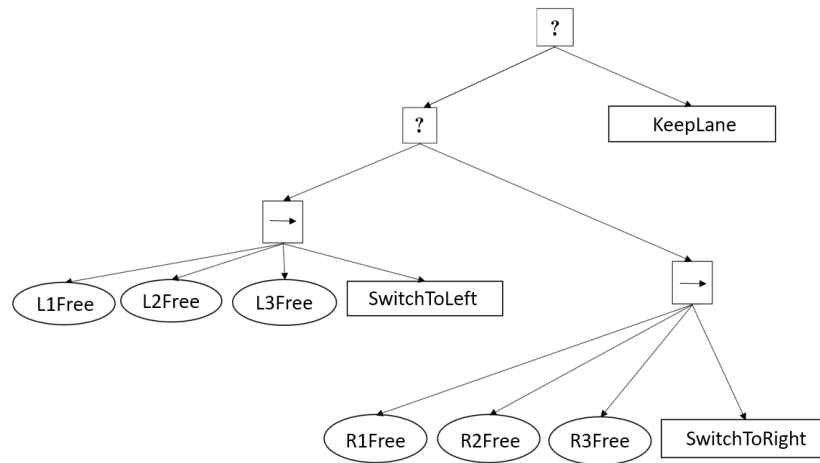 ?
?
KeepLane
→
L1Free
L2Free
L3Free
SwitchToLeft
→
R1Free
R2Free
R3Free
SwitchToRight